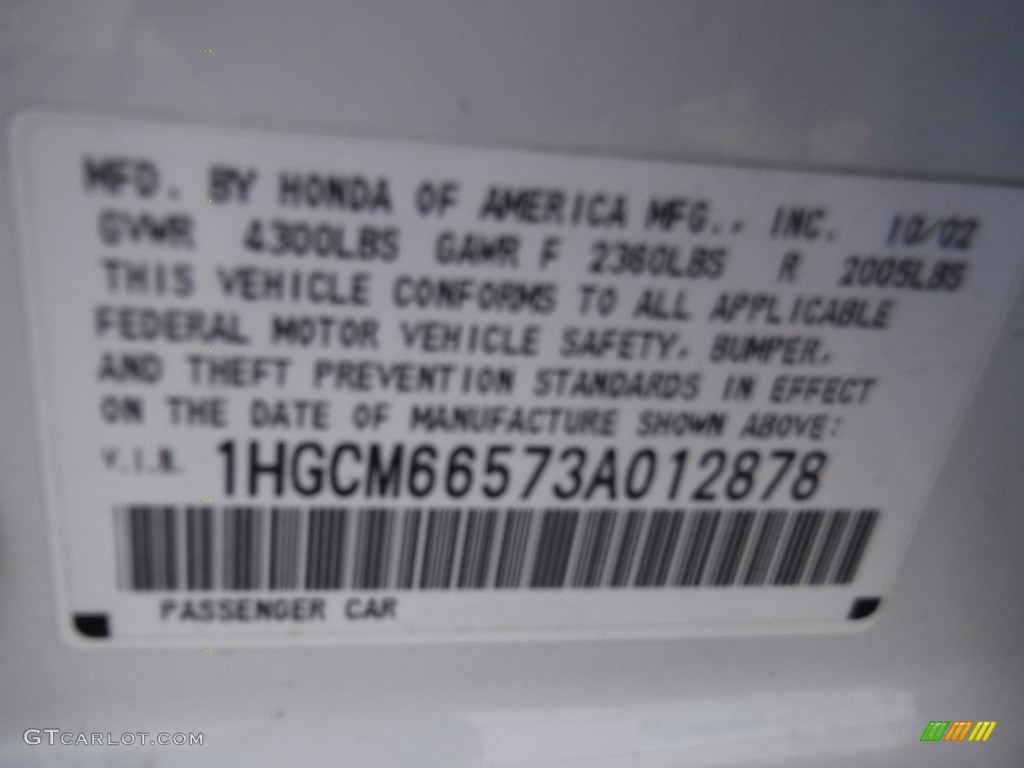 MFD. BY HONDA OF AMERICA MFG., INC. 10/02
GVWR 4300LBS GAWR F 2360LBS R 2005LBS
THIS VEHICLE CONFORMS TO ALL APPLICABLE
FEDERAL MOTOR VEHICLE SAFETY, BUMPER,
AND THEFT PREVENTION STANDARDS IN EFFECT
ON THE DATE OF MANUFACTURE SHOWN ABOVE:
V.I.N. 1HGCM66573A012878
PASSENGER CAR
GTCARLOT.COM